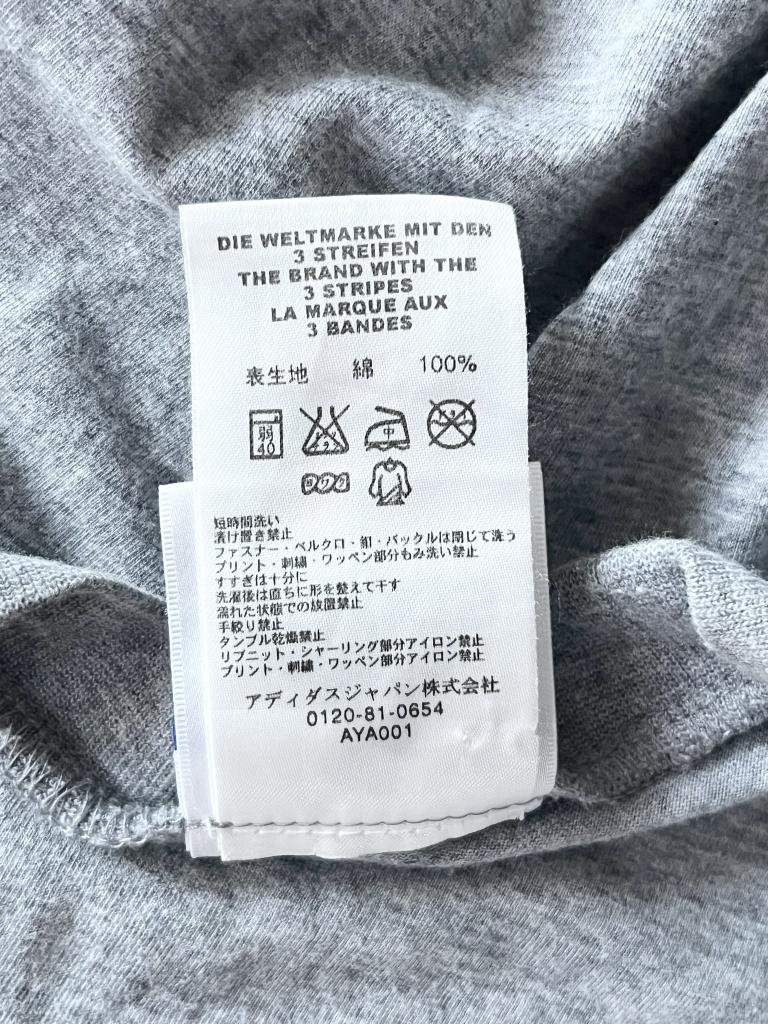 DIE WELTMARKE MIT DEN
3 STREIFEN
THE BRAND WITH THE
3 STRIPES
LA MARQUE AUX
3 BANDES
表生地 綿 100%
弱 中
40
ヨワク
短時間洗い
漬け置き禁止
ファスナー・ベルクロ・釦・バックルは閉じて洗う
プリント・刺繍・ワッペン部分もみ洗い禁止
すすぎは十分に
洗濯後は直ちに形を整えて干す
濡れた状態での放置禁止
手絞り禁止
タンブル乾燥禁止
リブニット・シャーリング部分アイロン禁止
プリント・刺繍・ワッペン部分アイロン禁止
アディダスジャパン株式会社
0120-81-0654
AYA001